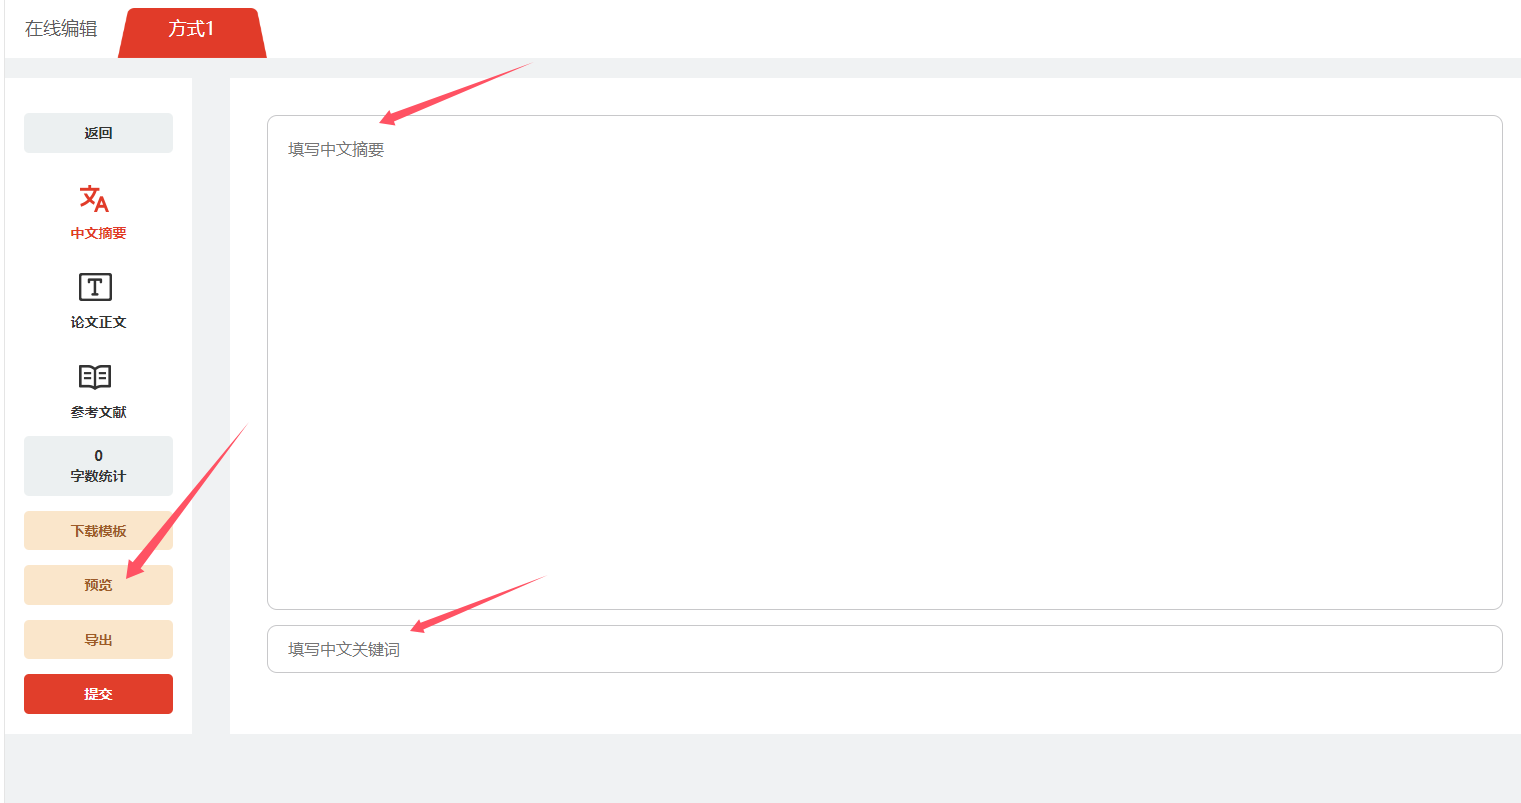 在线编辑
方式1
返回
中文摘要
论文正文
参考文献
0
字数统计
下载模板
预览
导出
提交
填写中文摘要
填写中文关键词